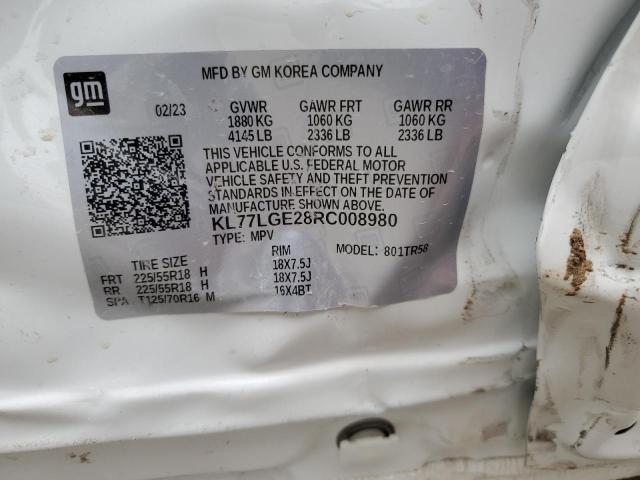 gm
MFD BY GM KOREA COMPANY
02/23 GVWR GAWR FRT GAWR RR
1880 KG 1060 KG 1060 KG
4145 LB 2336 LB 2336 LB
THIS VEHICLE CONFORMS TO ALL
APPLICABLE U.S. FEDERAL MOTOR
VEHICLE SAFETY AND THEFT PREVENTION
STANDARDS IN EFFECT ON THE DATE OF
MANUFACTURE SHOWN ABOVE.
KL77LGE28RC008980
TYPE: MPV MODEL: 801TR58
TIRE SIZE RIM
FRT 225/55R18 H 18X7.5J
RR 225/55R18 H 18X7.5J
SPA T125/70R16 M 16X4BT